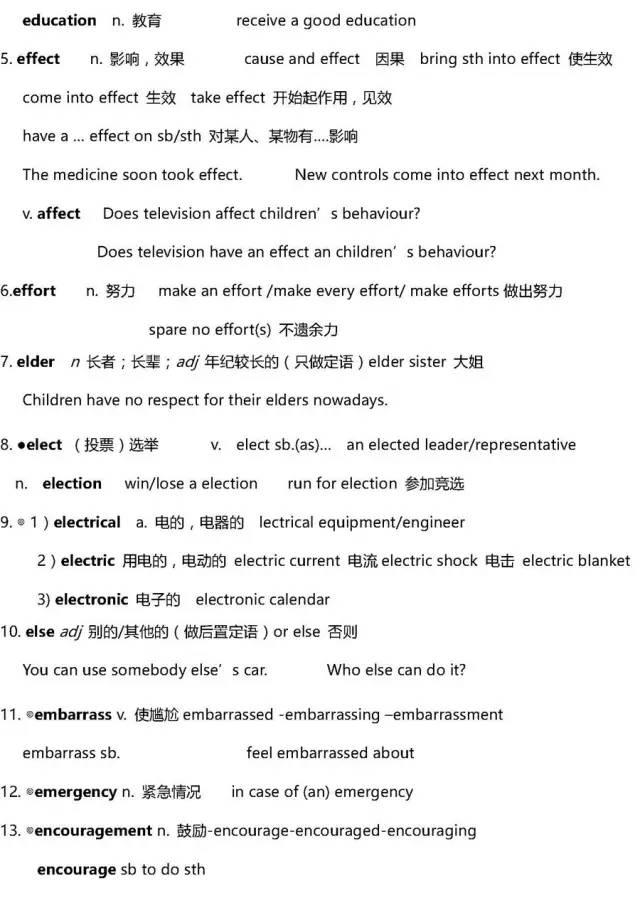 education n. 教育 receive a good education
5. effect n. 影响，效果 cause and effect 因果 bring sth into effect 使生效
come into effect 生效 take effect 开始起作用，见效
have a ... effect on sb/sth 对某人、某物有....影响
The medicine soon took effect. New controls come into effect next month.
v. affect Does television affect children’s behaviour?
Does television have an effect an children’s behaviour?
6.effort n. 努力 make an effort /make every effort/ make efforts 做出努力
spare no effort(s) 不遗余力
7. elder n 长者；长辈；adj 年纪较长的（只做定语）elder sister 大姐
Children have no respect for their elders nowadays.
8. ●elect （投票）选举 v. elect sb.(as)... an elected leader/representative
n. election win/lose a election run for election 参加竞选
9. ⌾ 1）electrical a. 电的，电器的 lectrical equipment/engineer
2）electric 用电的，电动的 electric current 电流 electric shock 电击 electric blanket
3) electronic 电子的 electronic calendar
10. else adj 别的/其他的（做后置定语）or else 否则
You can use somebody else’s car. Who else can do it?
11. ⌾embarrass v. 使尴尬 embarrassed -embarrassing –embarrassment
embarrass sb. feel embarrassed about
12. ⌾emergency n. 紧急情况 in case of (an) emergency
13. ⌾encouragement n. 鼓励-encourage-encouraged-encouraging
encourage sb to do sth